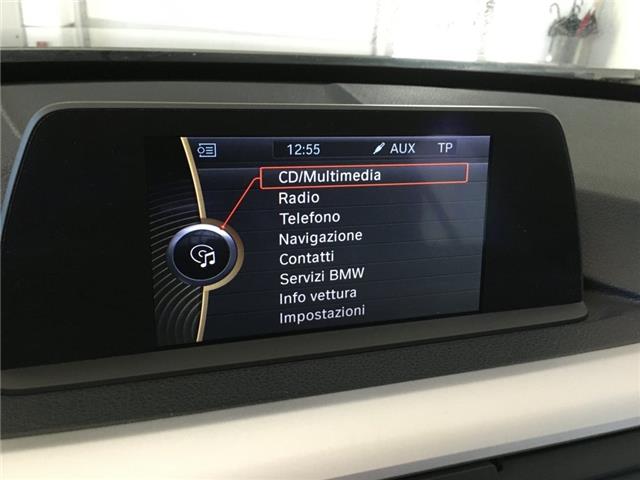 12:55 AUX TP
CD/Multimedia
Radio
Telefono
Navigazione
Contatti
Servizi BMW
Info vettura
Impostazioni